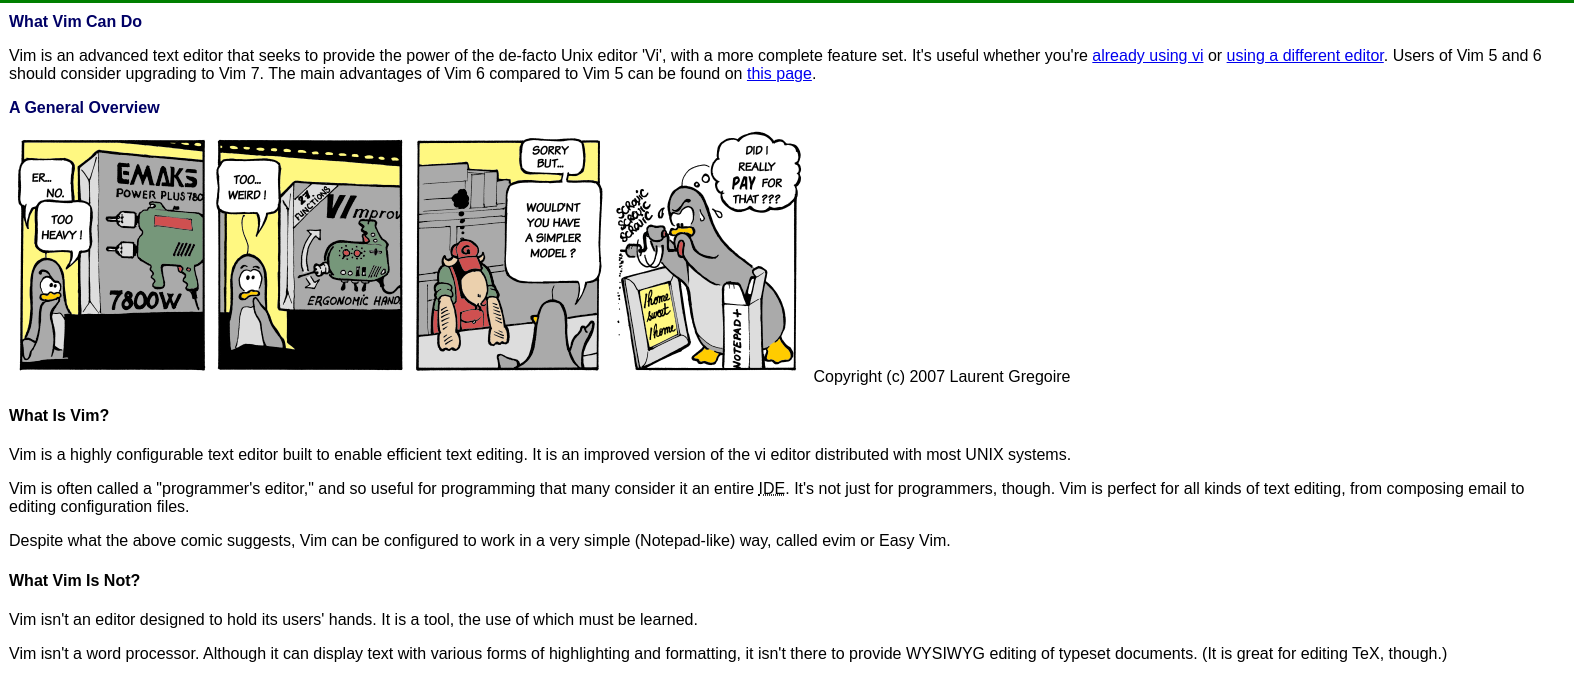 What Vim Can Do
Vim is an advanced text editor that seeks to provide the power of the de-facto Unix editor 'Vi', with a more complete feature set. It's useful whether you're already using vi or using a different editor. Users of Vim 5 and 6
should consider upgrading to Vim 7. The main advantages of Vim 6 compared to Vim 5 can be found on this page.
A General Overview
ER...
NO.
TOO
HEAVY!
EMAKS
POWER PLUS 780
7800W
TOO...
WEIRD!
27
FUNCTIONS
VImprov
ERGONOMIC HAND
SORRY
BUT...
WOULD'NT
YOU HAVE
A SIMPLER
MODEL ?
DID I
REALLY
PAY FOR
THAT ???
SCROUIC
SCROUIC
SCROUIC
/home
sweet
/home
NOTEPAD+
Copyright (c) 2007 Laurent Gregoire
What Is Vim?
Vim is a highly configurable text editor built to enable efficient text editing. It is an improved version of the vi editor distributed with most UNIX systems.
Vim is often called a "programmer's editor," and so useful for programming that many consider it an entire IDE. It's not just for programmers, though. Vim is perfect for all kinds of text editing, from composing email to
editing configuration files.
Despite what the above comic suggests, Vim can be configured to work in a very simple (Notepad-like) way, called evim or Easy Vim.
What Vim Is Not?
Vim isn't an editor designed to hold its users' hands. It is a tool, the use of which must be learned.
Vim isn't a word processor. Although it can display text with various forms of highlighting and formatting, it isn't there to provide WYSIWYG editing of typeset documents. (It is great for editing TeX, though.)